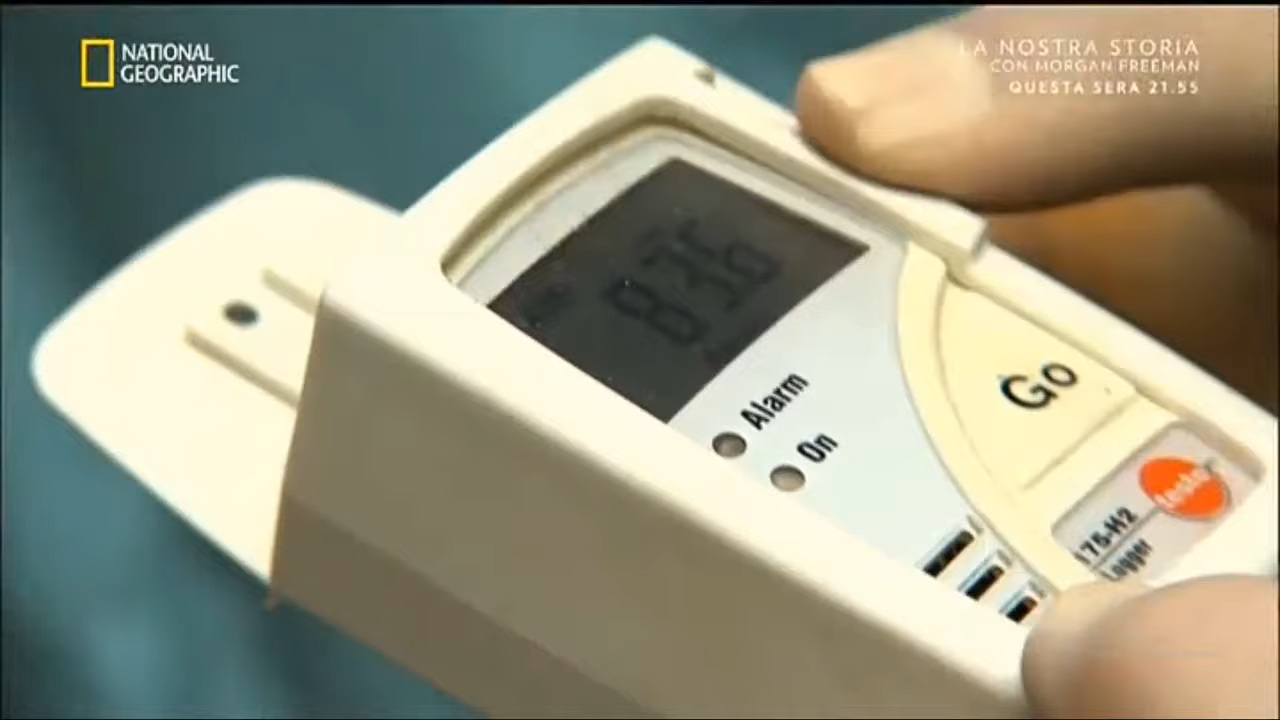 NATIONAL
GEOGRAPHIC
LA NOSTRA STORIA
CON MORGAN FREEMAN
QUESTA SERA 21.55
Alarm
On
Go
testo
175-H2
Logger